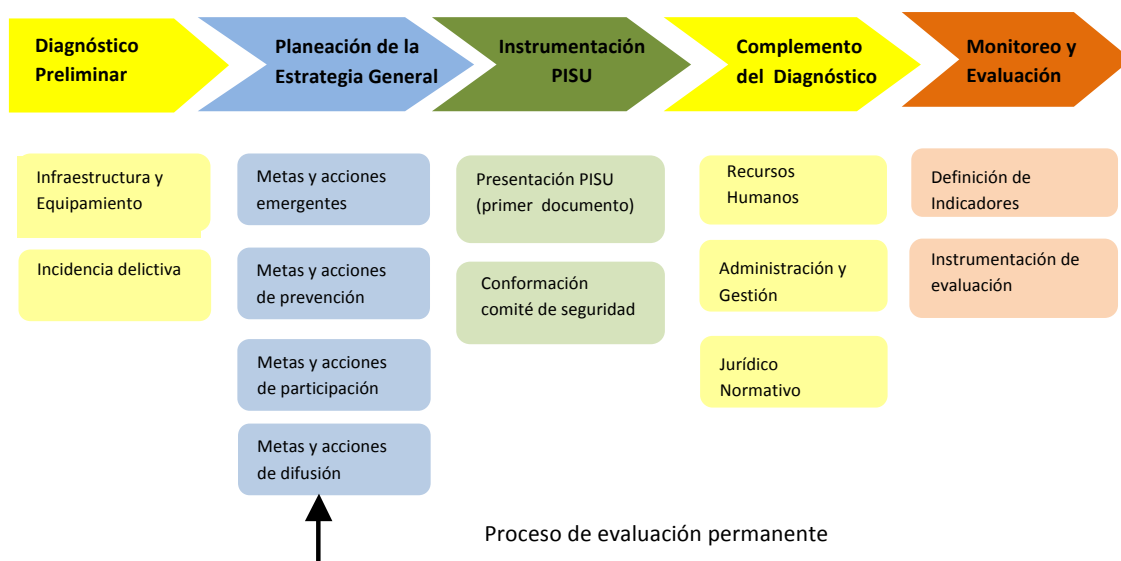 Diagnóstico
Preliminar
Planeación de la
Estrategia General
Instrumentación
PISU
Complemento
del Diagnóstico
Monitoreo y
Evaluación
Infraestructura y
Equipamiento
Incidencia delictiva
Metas y acciones
emergentes
Metas y acciones
de prevención
Metas y acciones
de participación
Metas y acciones
de difusión
Presentación PISU
(primer documento)
Conformación
comité de seguridad
Recursos
Humanos
Administración y
Gestión
Jurídico
Normativo
Definición de
Indicadores
Instrumentación de
evaluación
Proceso de evaluación permanente